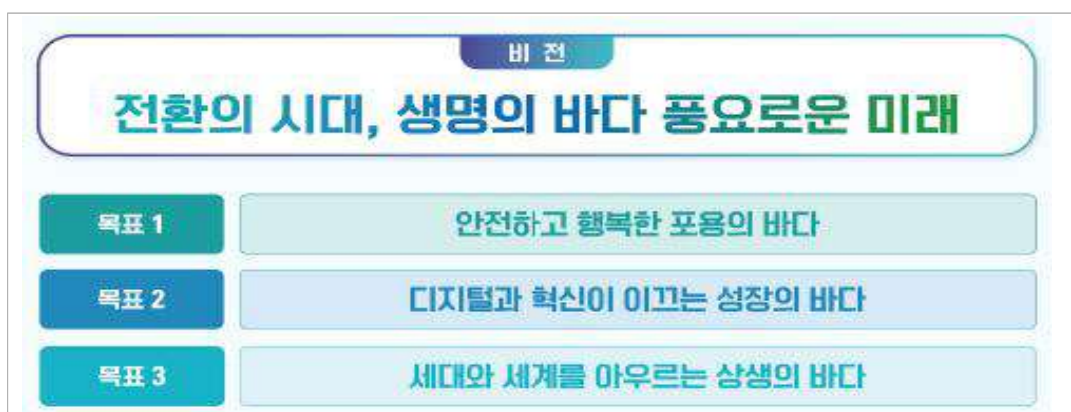 비 전
전환의 시대, 생명의 바다 풍요로운 미래
목표 1
안전하고 행복한 포용의 바다
목표 2
디지털과 혁신이 이끄는 성장의 바다
목표 3
세대와 세계를 아우르는 상생의 바다